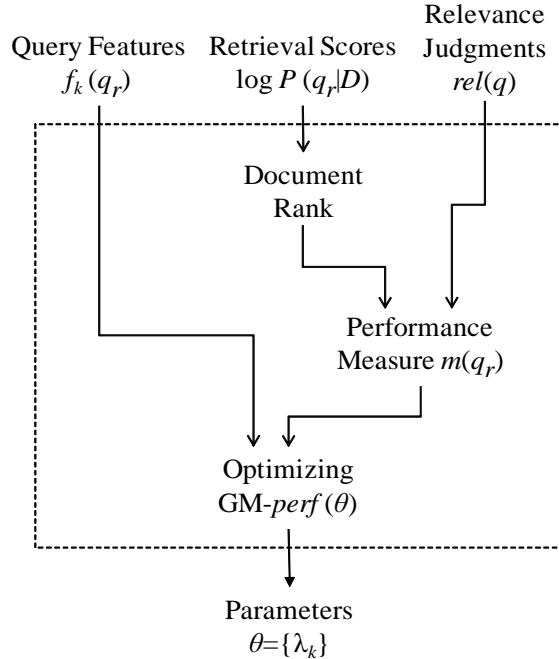 Query Features
f_k (q_r)
Retrieval Scores
log P (q_r|D)
Relevance
Judgments
rel(q)
Document
Rank
Performance
Measure m(q_r)
Optimizing
GM-perf (θ)
Parameters
θ={λ_k}